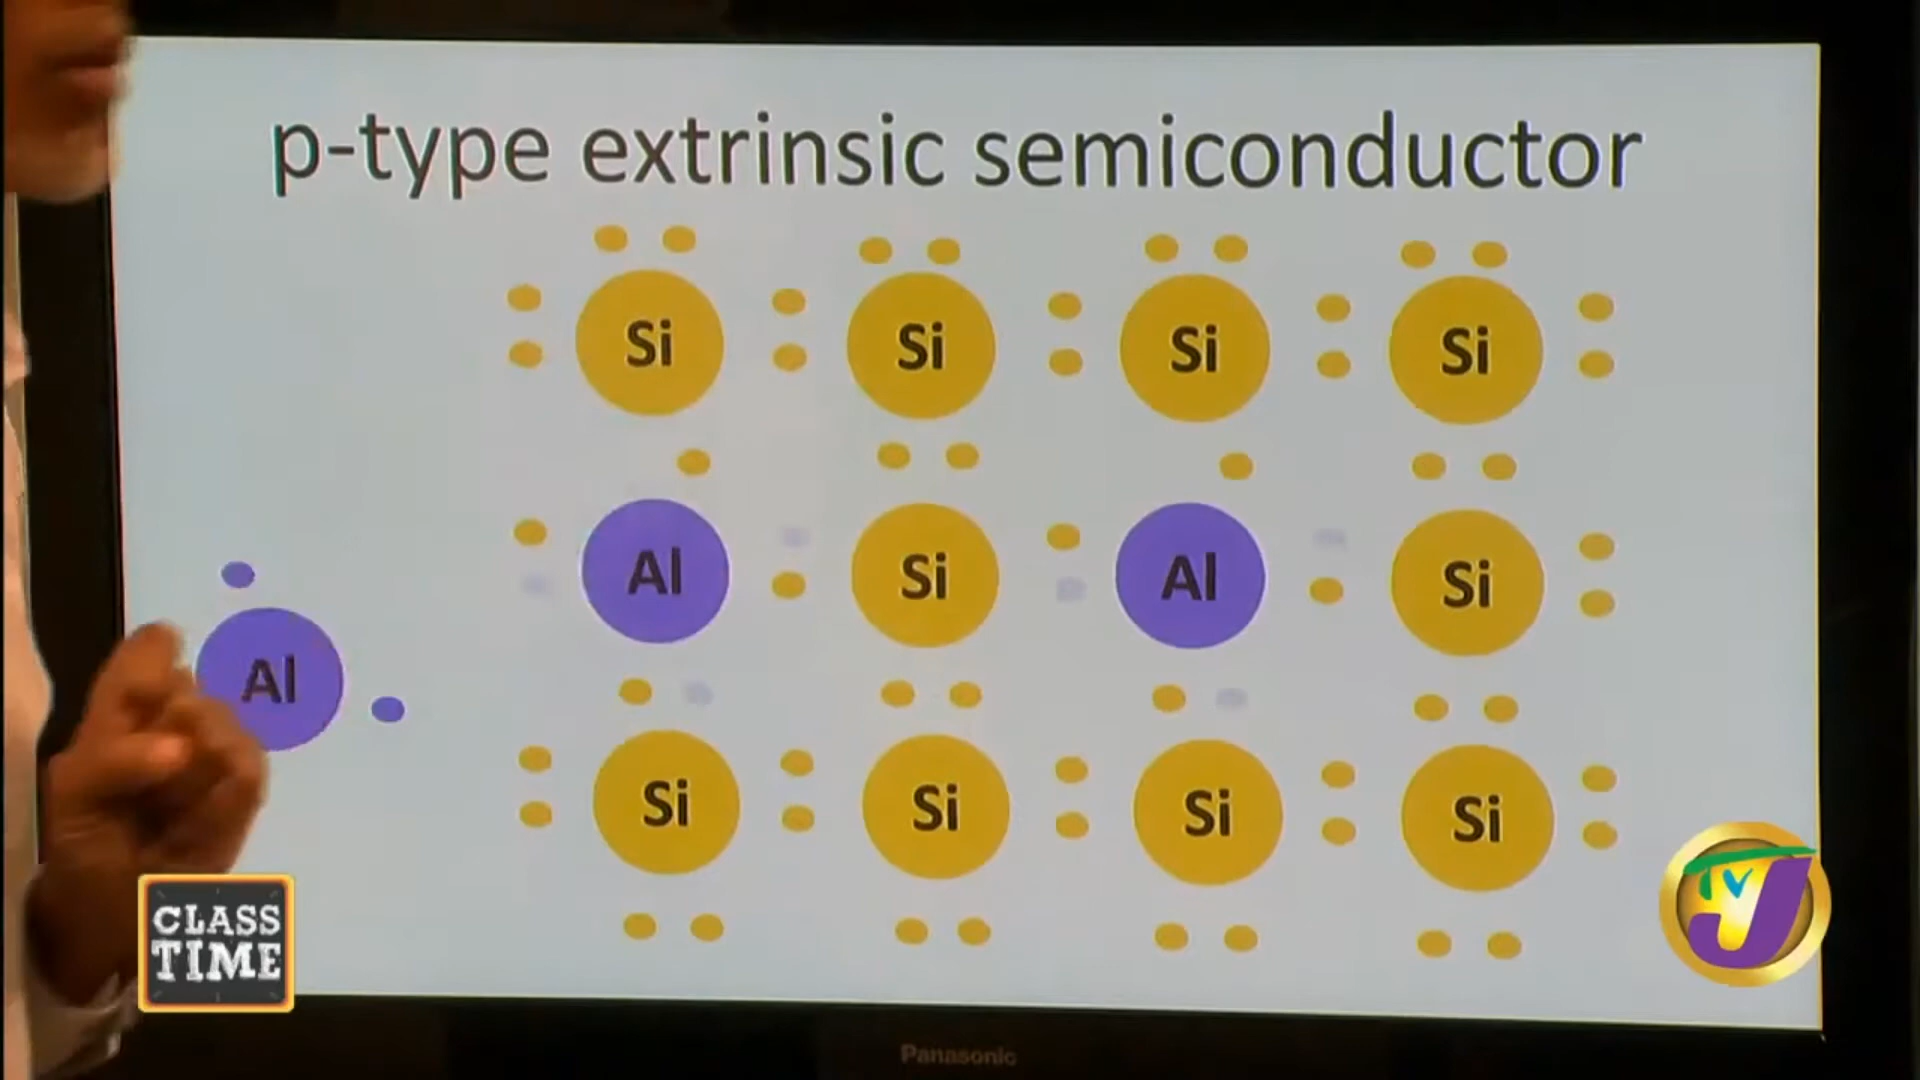 p-type extrinsic semiconductor
Si Si Si Si
Al Si Al Si
Al
Si Si Si Si
CLASS
TIME
TVJ
Panasonic